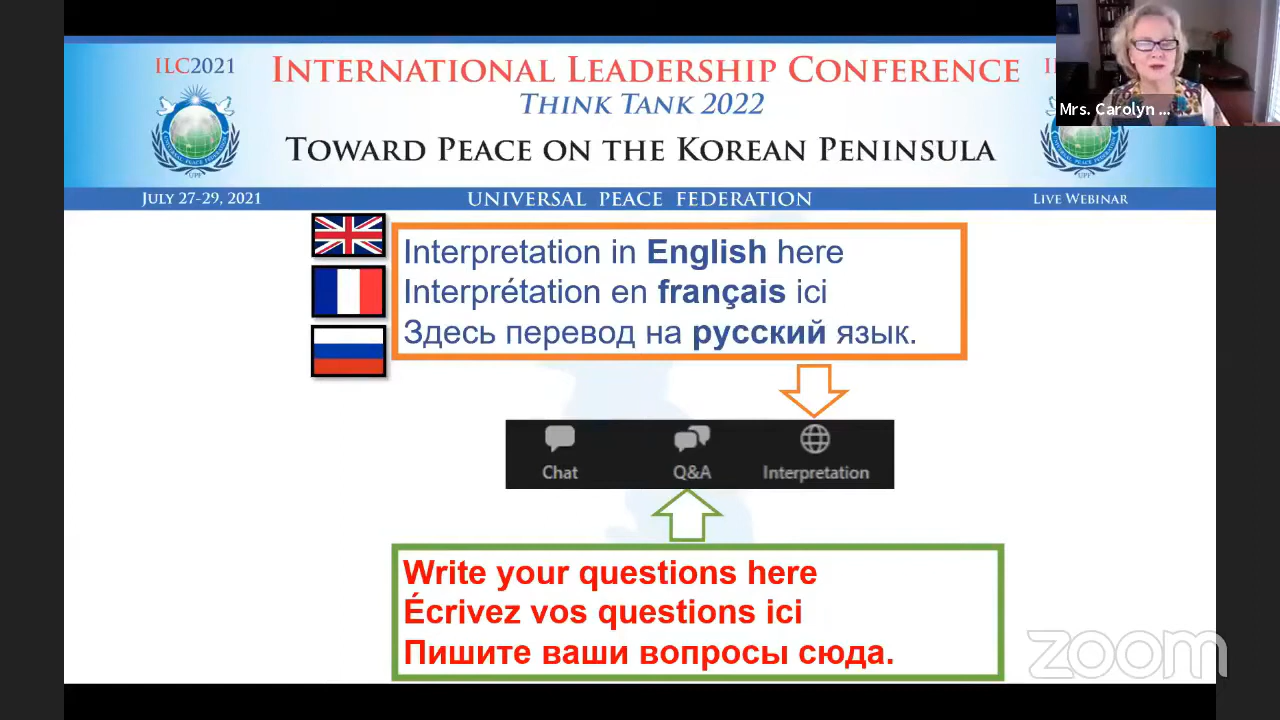 ILC2021
INTERNATIONAL LEADERSHIP CONFERENCE
THINK TANK 2022
TOWARD PEACE ON THE KOREAN PENINSULA
Mrs. Carolyn ...
UPF
JULY 27-29, 2021
UNIVERSAL PEACE FEDERATION
LIVE WEBINAR
Interpretation in English here
Interprétation en français ici
Здесь перевод на русский язык.
Chat
Q&A
Interpretation
Write your questions here
Écrivez vos questions ici
Пишите ваши вопросы сюда.
zoom